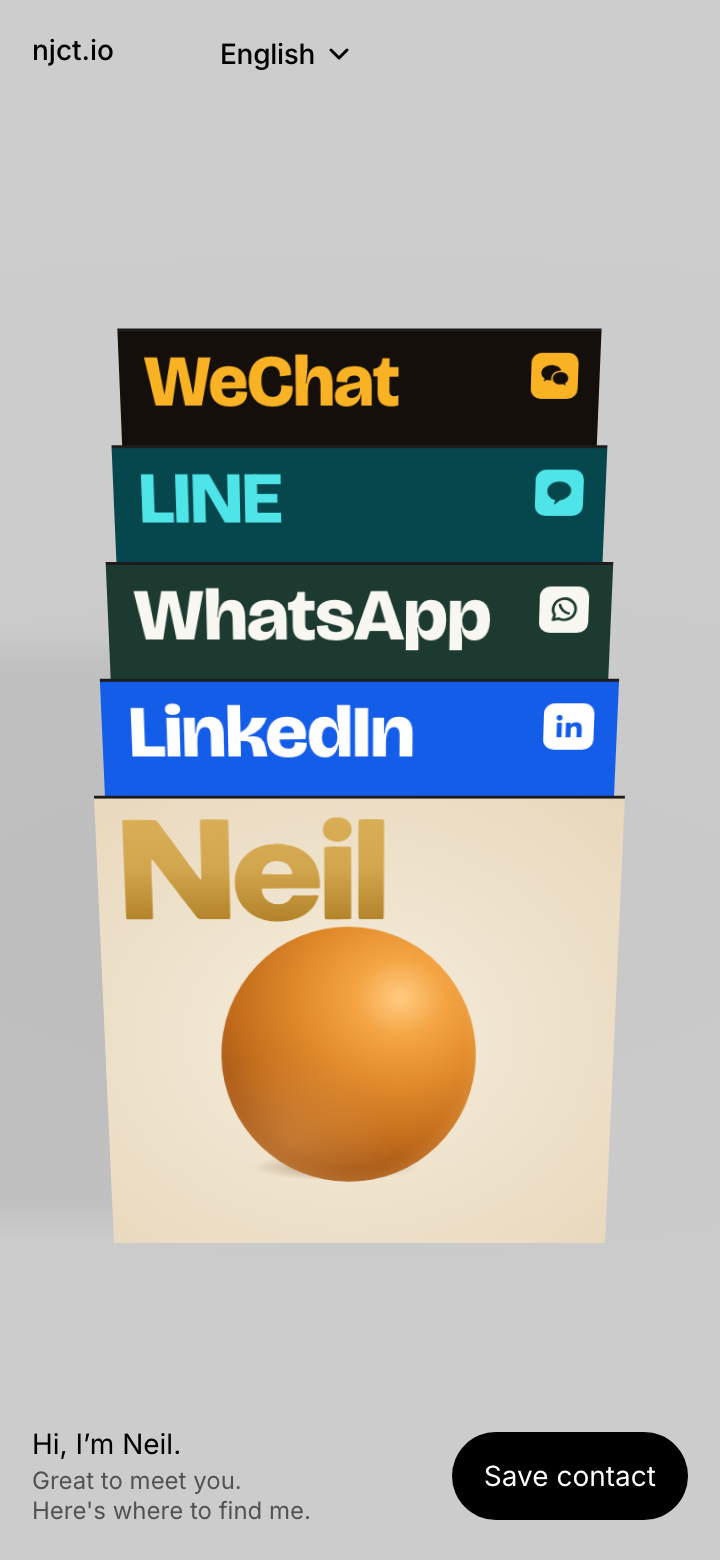 njct.io
English
WeChat
LINE
WhatsApp
LinkedIn
in
Neil
Hi, I’m Neil.
Great to meet you.
Here's where to find me.
Save contact